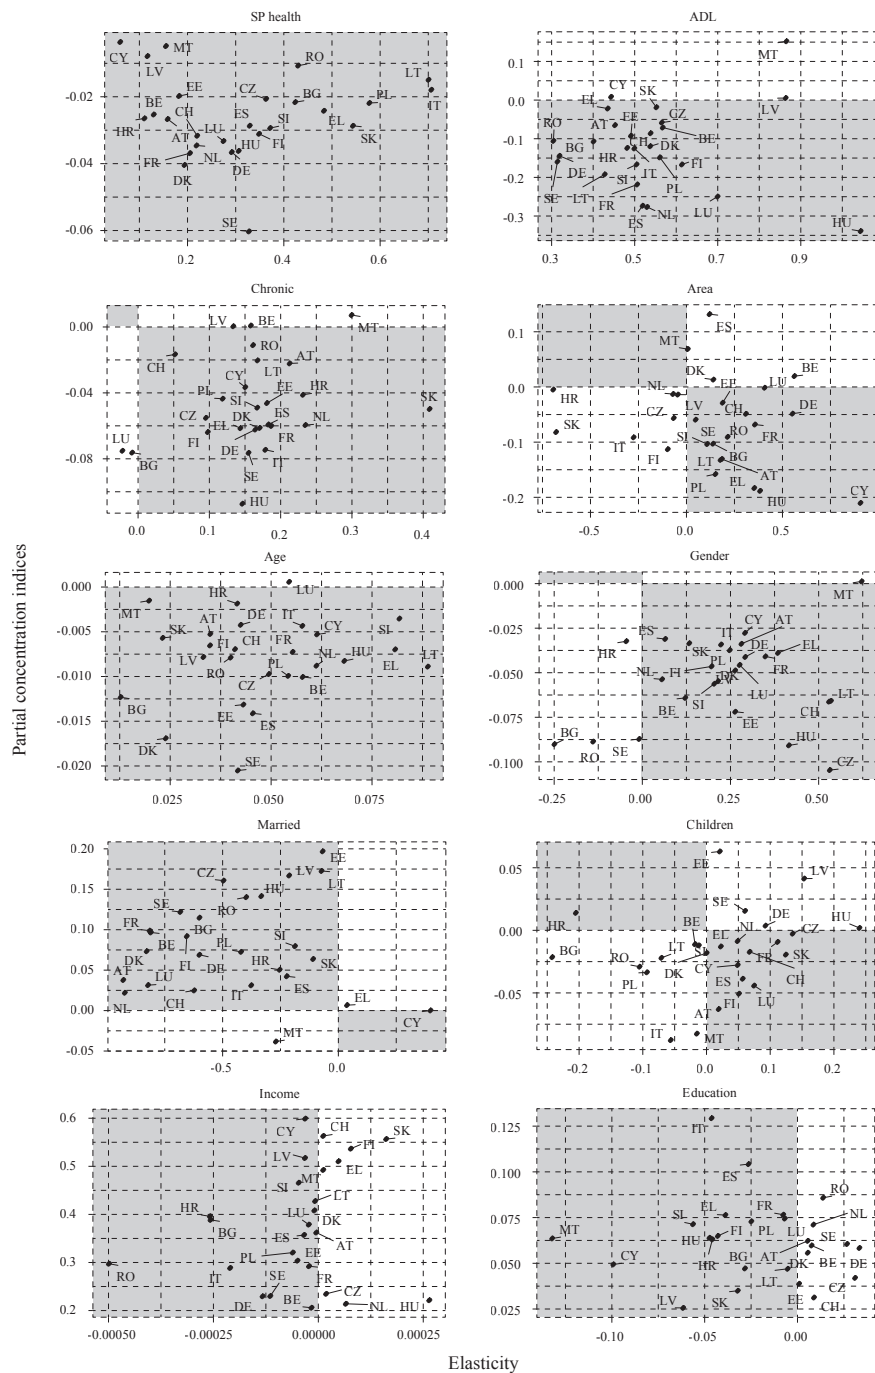 SP health
CY
MT
LV
RO
LT
EE
CZ
BG
PL
IT
BE
CH
HR
AT
LU
SI
EL
SK
FR
NL
HU
FI
DK
DE
SE
-0.02
-0.04
-0.06
0.2
0.4
0.6
ADL
MT
CY
SK
EL
LV
RO
AT
EE
CZ
BE
BG
HR
DK
FI
SE
DE
IT
PL
SI
LT
FR
ES
NL
LU
HU
0.1
0.0
-0.1
-0.2
-0.3
0.3
0.5
0.7
0.9
Chronic
LV
BE
MT
CH
RO
AT
LT
CY
EE
HR
PL
SI
SK
CZ
EL
DK
ES
NL
FI
FR
LU
DE
IT
BG
SE
HU
0.00
-0.04
-0.08
0.0
0.1
0.2
0.3
0.4
Area
ES
MT
DK
BE
HR
NL
EE
LU
CZ
LV
CH
DE
SK
SI
SE
RO
FR
IT
FI
LT
BG
PL
EL
AT
HU
CY
0.1
0.0
-0.1
-0.2
-0.5
0.0
0.5
Partial concentration indices
Age
LU
MT
HR
DE
IT
SK
AT
CY
SI
FI
CH
FR
LV
NL
HU
LT
RO
PL
EL
CZ
BE
BG
EE
ES
DK
SE
0.000
-0.005
-0.010
-0.015
-0.020
0.025
0.050
0.075
Gender
MT
HR
ES
IT
CY
AT
PL
SK
DE
EL
NL
FI
DK
FR
LV
BE
SI
LU
LT
EE
CH
BG
RO
SE
HU
CZ
0.000
-0.025
-0.050
-0.075
-0.100
-0.25
0.00
0.25
0.50
Married
EE
CZ
LV
LT
HU
SE
RO
FR
BG
BE
PL
SI
DK
FI
DE
SK
AT
LU
HR
ES
NL
CH
IT
EL
CY
MT
0.20
0.15
0.10
0.05
0.00
-0.05
-0.5
0.0
Children
EE
LV
SE
HR
DE
HU
BE
EL
NL
CZ
BG
LT
SI
FR
SK
RO
PL
DK
CY
CH
ES
FI
LU
AT
IT
MT
0.05
0.00
-0.05
-0.2
-0.1
0.0
0.1
0.2
Income
CY
CH
SK
FI
LV
MT
EL
SI
LT
HR
LU
DK
BG
ES
AT
PL
EE
RO
IT
SE
FR
CZ
DE
BE
NL
HU
0.6
0.5
0.4
0.3
0.2
-0.00050
-0.00025
0.00000
0.00025
Education
IT
ES
RO
SI
EL
FR
NL
MT
HU
FI
PL
LU
SE
CY
HR
BG
AT
DK
BE
DE
LV
SK
LT
EE
CZ
CH
0.125
0.100
0.075
0.050
0.025
-0.10
-0.05
0.00
Elasticity